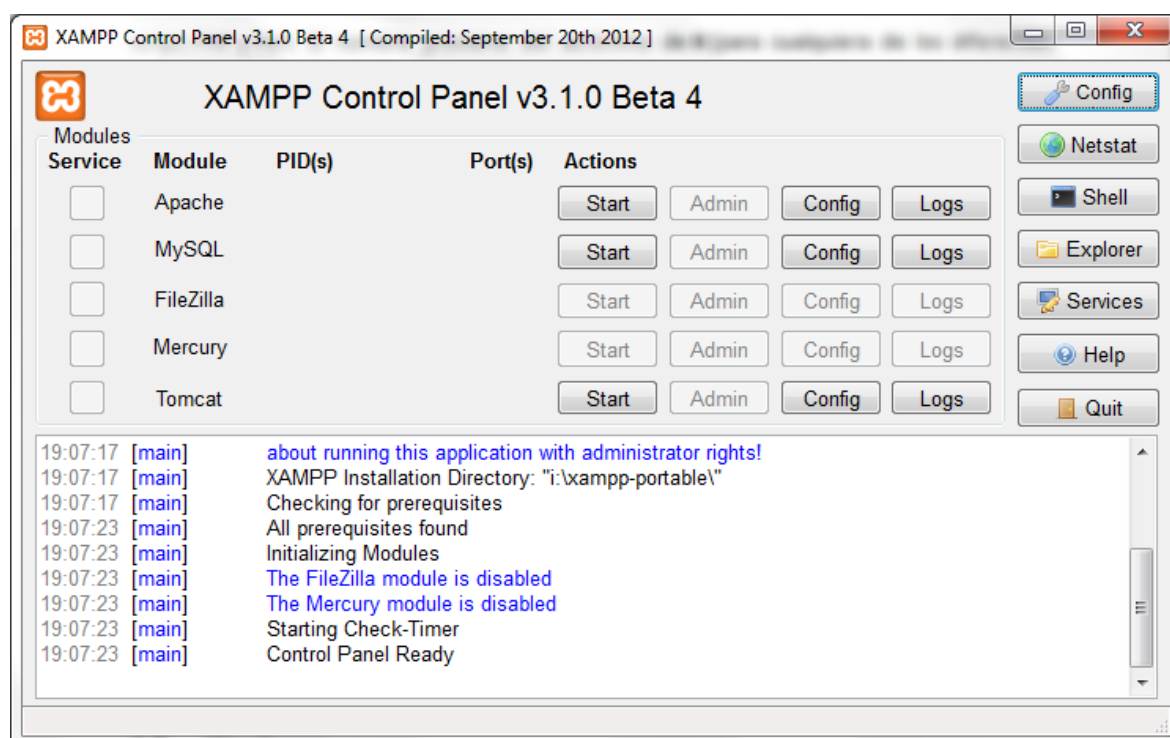 XAMPP Control Panel v3.1.0 Beta 4 [ Compiled: September 20th 2012 ]
XAMPP Control Panel v3.1.0 Beta 4
Config
Modules
Service Module PID(s) Port(s) Actions
Netstat
Apache Start Admin Config Logs
Shell
MySQL Start Admin Config Logs
Explorer
FileZilla Start Admin Config Logs
Services
Mercury Start Admin Config Logs
Help
Tomcat Start Admin Config Logs
Quit
19:07:17 [main] about running this application with administrator rights!
19:07:17 [main] XAMPP Installation Directory: "i:\xampp-portable\"
19:07:17 [main] Checking for prerequisites
19:07:23 [main] All prerequisites found
19:07:23 [main] Initializing Modules
19:07:23 [main] The FileZilla module is disabled
19:07:23 [main] The Mercury module is disabled
19:07:23 [main] Starting Check-Timer
19:07:23 [main] Control Panel Ready